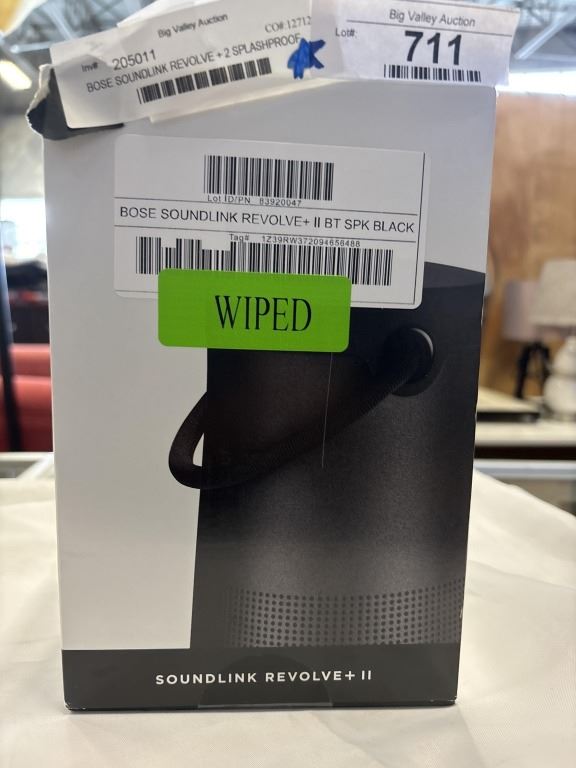 Big Valley Auction
CO#:12712
Inv# 205011
BOSE SOUNDLINK REVOLVE + 2 SPLASHPROOF
Big Valley Auction
Lot#: 711
Lot ID/PN 83920047
BOSE SOUNDLINK REVOLVE+ II BT SPK BLACK
Tag# 1Z39RW372094656488
WIPED
SOUNDLINK REVOLVE+ II